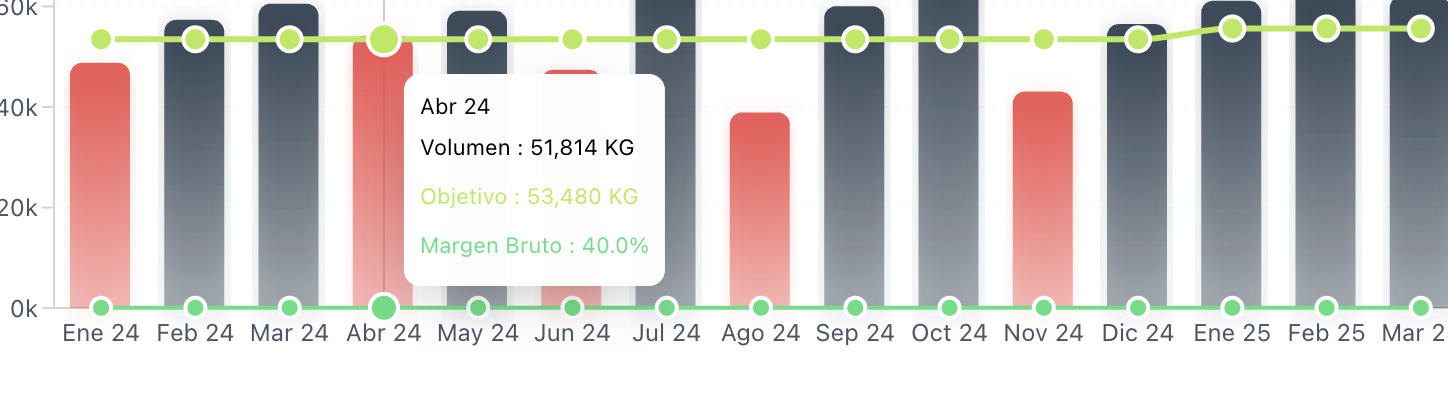 60k
40k
20k
0k
Abr 24
Volumen : 51,814 KG
Objetivo : 53,480 KG
Margen Bruto : 40.0%
Ene 24 Feb 24 Mar 24 Abr 24 May 24 Jun 24 Jul 24 Ago 24 Sep 24 Oct 24 Nov 24 Dic 24 Ene 25 Feb 25 Mar 2